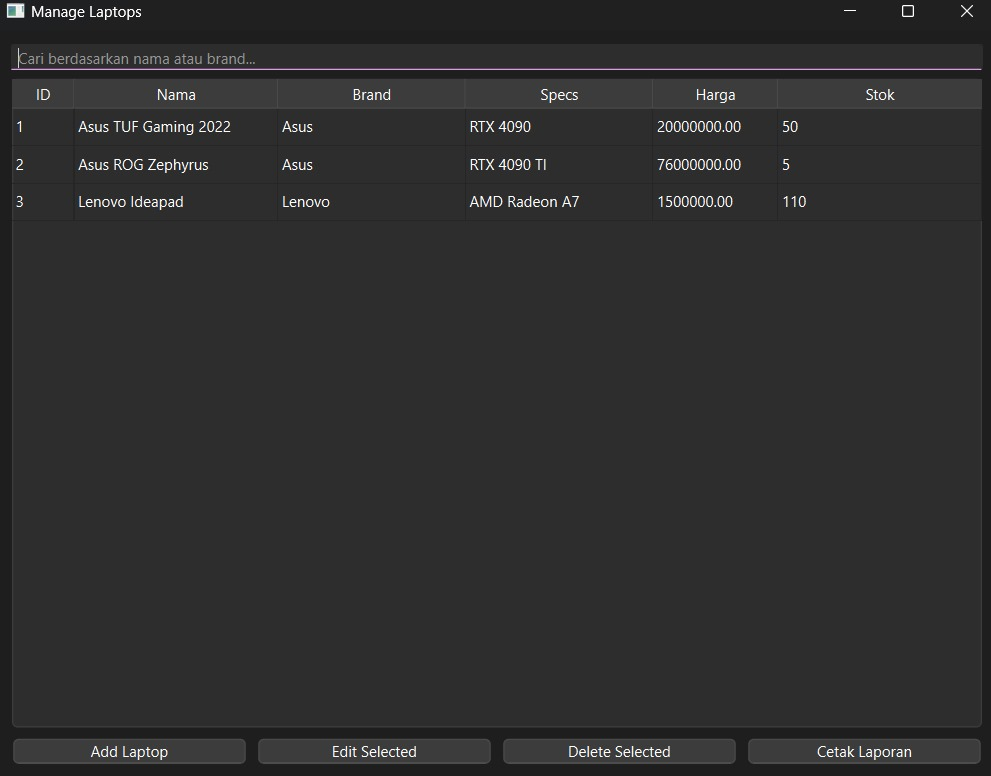 Manage Laptops
Cari berdasarkan nama atau brand...
ID Nama Brand Specs Harga Stok
1 Asus TUF Gaming 2022 Asus RTX 4090 20000000.00 50
2 Asus ROG Zephyrus Asus RTX 4090 TI 76000000.00 5
3 Lenovo Ideapad Lenovo AMD Radeon A7 1500000.00 110
Add Laptop Edit Selected Delete Selected Cetak Laporan